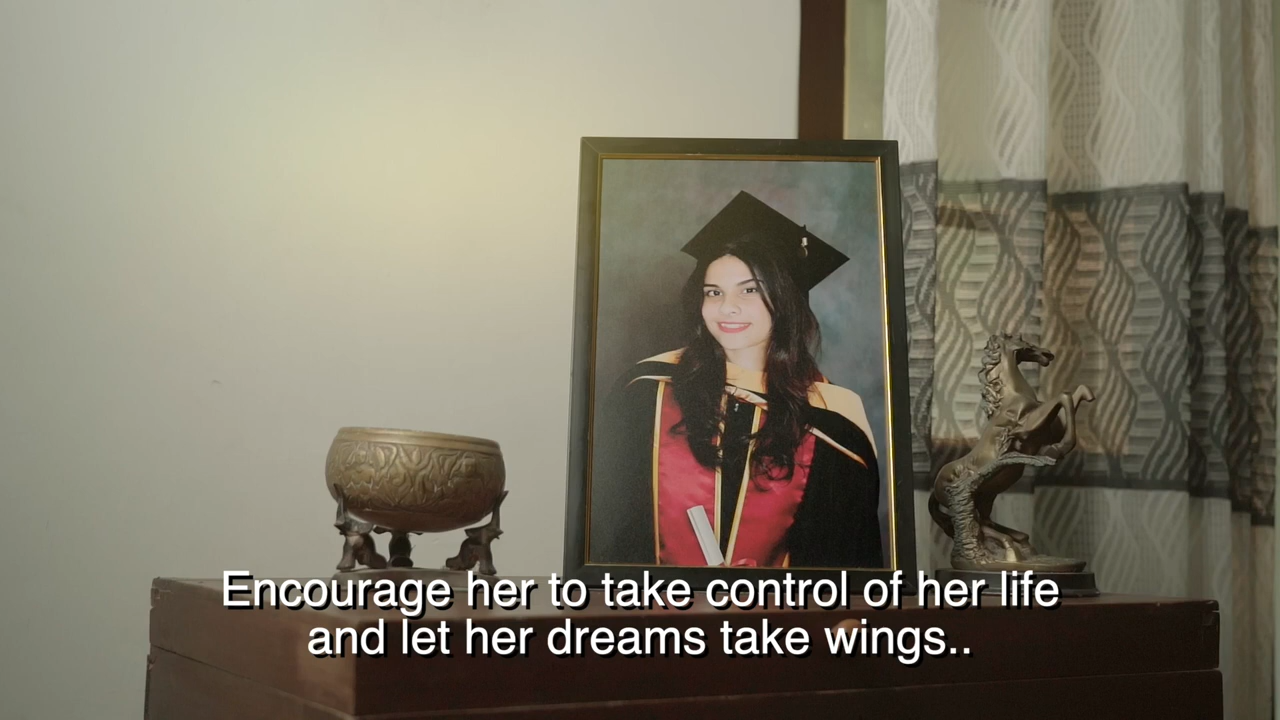 Encourage her to take control of her life
and let her dreams take wings..